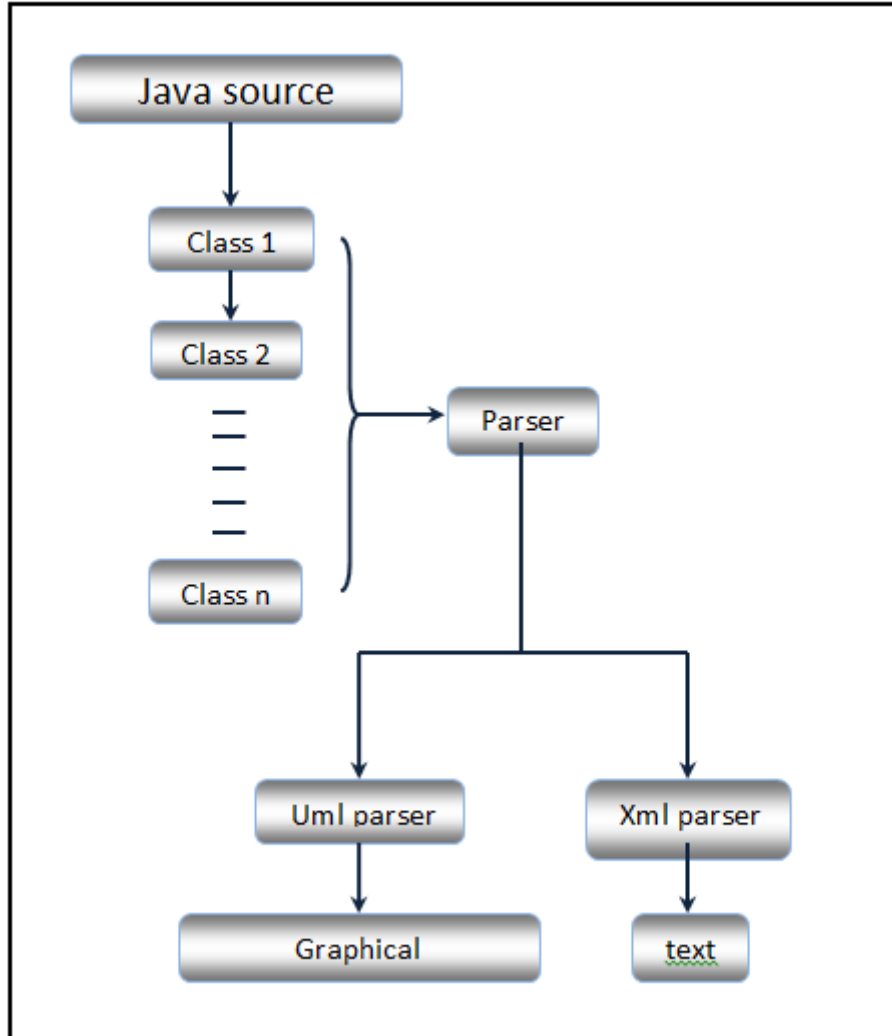 Java source
Class 1
Class 2
Class n
Parser
Uml parser
Xml parser
Graphical
text